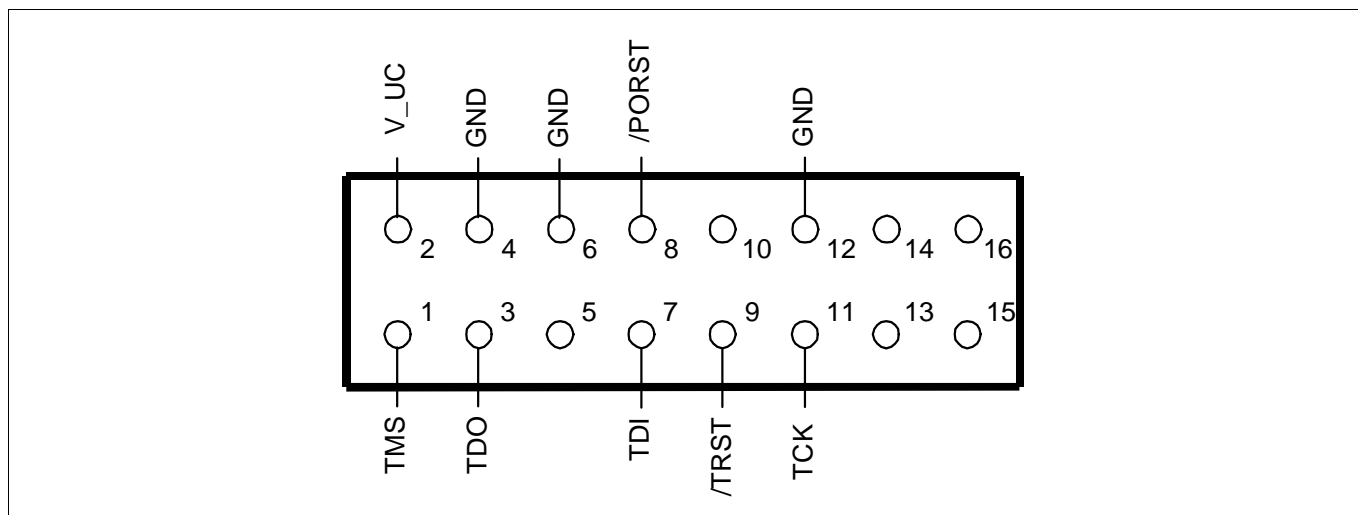 V_UC
GND
GND
/PORST
GND
2 4 6 8 10 12 14 16
1 3 5 7 9 11 13 15
TMS
TDO
TDI
/TRST
TCK